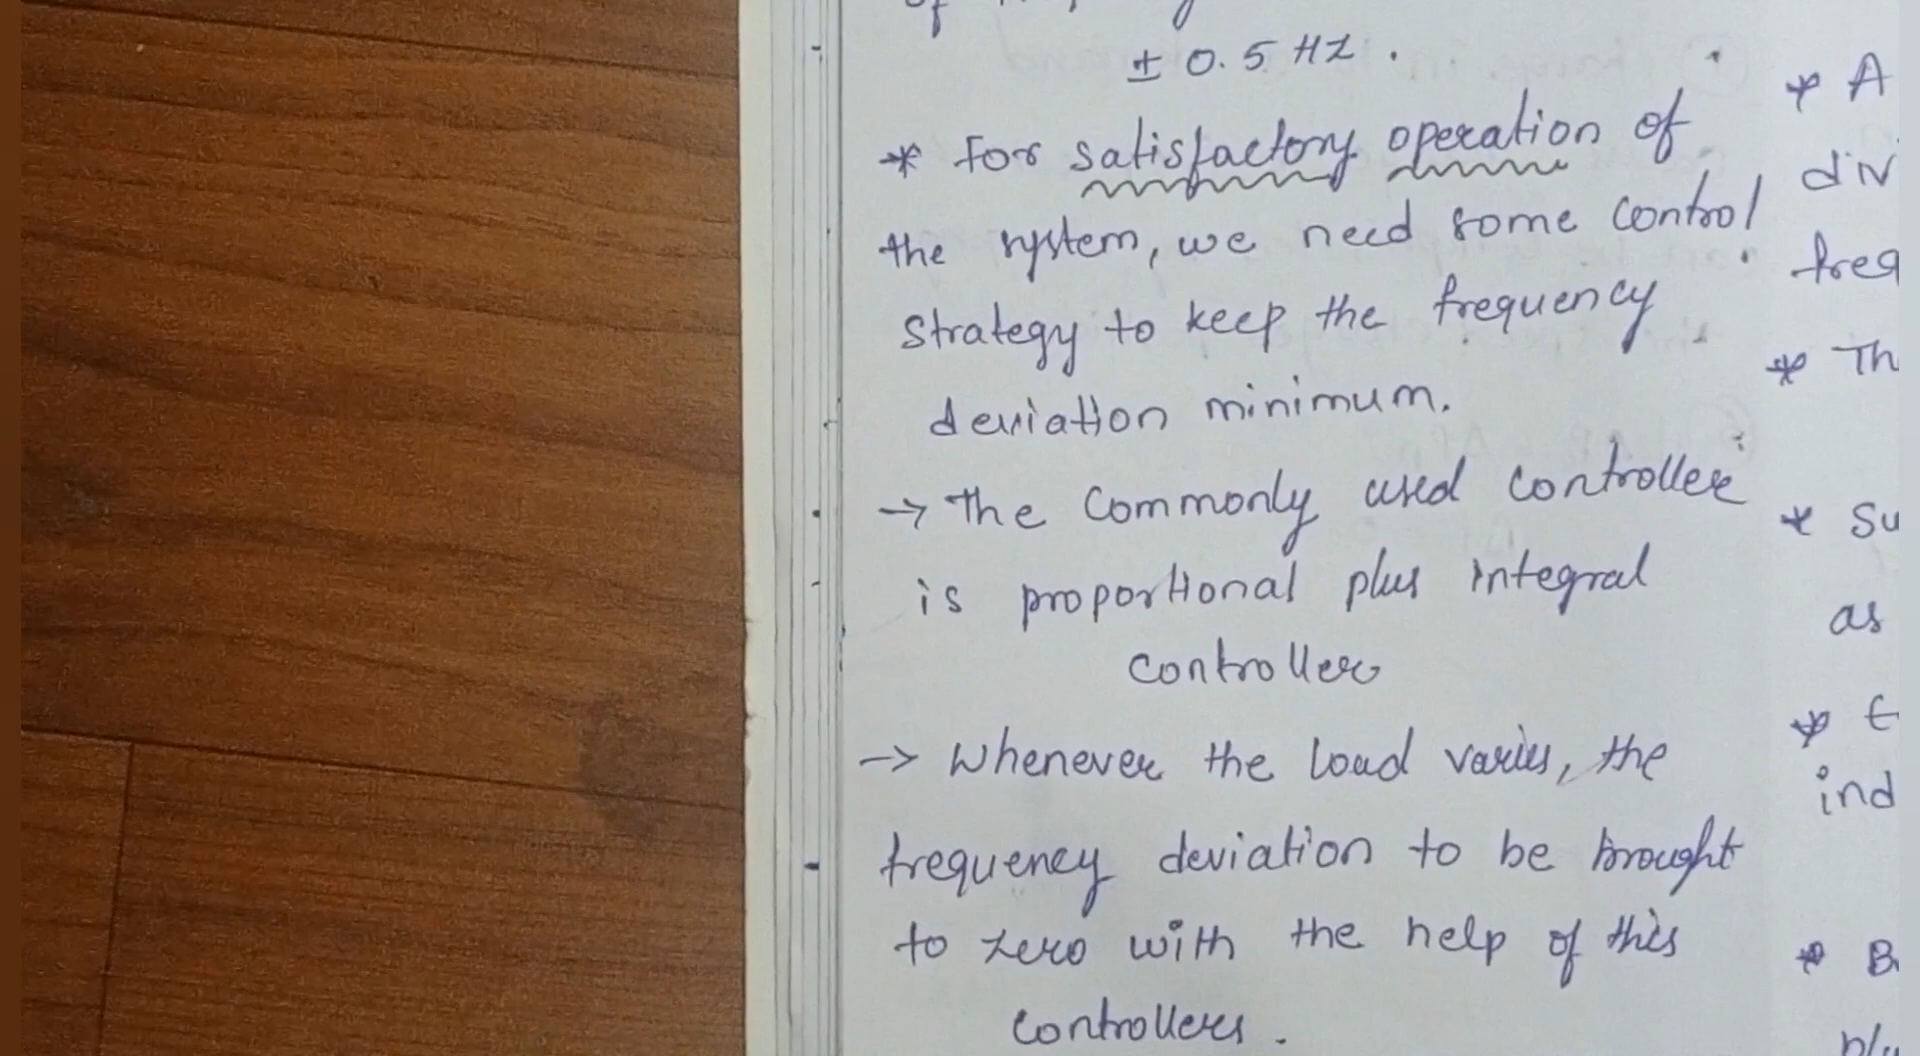 of
± 0.5 HZ.
* For satisfactory operation of
the system, we need some control
strategy to keep the frequency
deviation minimum.
→ The commonly used controller
is proportional plus integral
controller
→ Whenever the load varies, the
frequency deviation to be brought
to zero with the help of this
controllers.
* A
div
freq
* Th
* Su
as
*
ind
* B